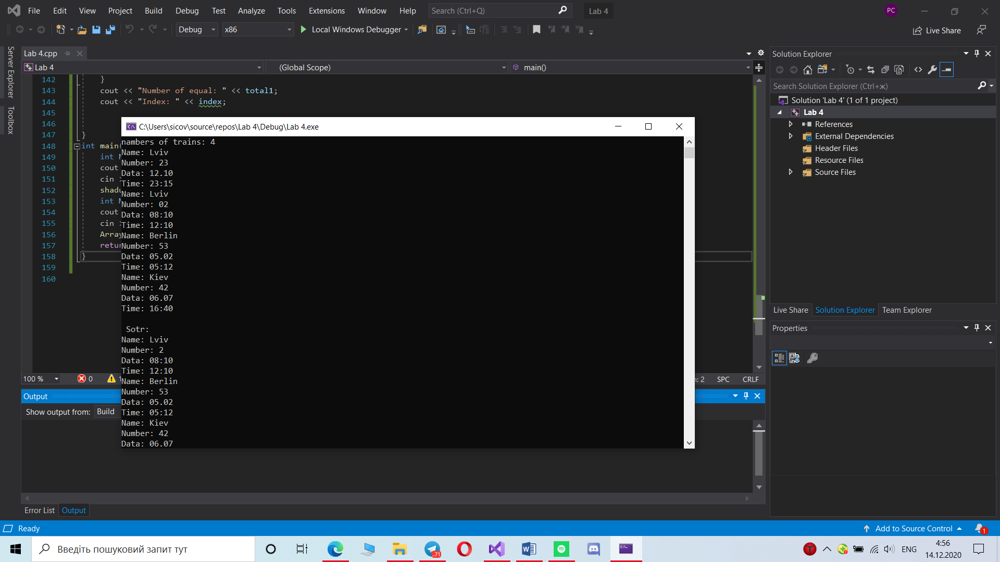 File Edit View Project Build Debug Test Analyze Tools Extensions Window Help Search (Ctrl+Q) Lab 4 PC
Debug x86 Local Windows Debugger Live Share
Server Explorer
Toolbox
Lab 4.cpp
Lab 4 (Global Scope) main()
142 }
143 cout << "Number of equal: " << total1;
144 cout << "Index: " << index;
145
146
147 }
148 int main(
149 int
150 cout
151 cin
152 shadu
153 int
154 cout
155 cin
156 Array
157 retur
158 }
159
160
C:\Users\sicov\source\repos\Lab 4\Debug\Lab 4.exe
nambers of trains: 4
Name: Lviv
Number: 23
Data: 12.10
Time: 23:15
Name: Lviv
Number: 02
Data: 08:10
Time: 12:10
Name: Berlin
Number: 53
Data: 05.02
Time: 05:12
Name: Kiev
Number: 42
Data: 06.07
Time: 16:40
Sotr:
Name: Lviv
Number: 2
Data: 08:10
Time: 12:10
Name: Berlin
Number: 53
Data: 05.02
Time: 05:12
Name: Kiev
Number: 42
Data: 06.07
100 % 0 : 2 SPC CRLF
Output
Show output from: Build
Error List Output
Solution Explorer
Search Solution Explorer (Ctrl+ж)
Solution 'Lab 4' (1 of 1 project)
Lab 4
References
External Dependencies
Header Files
Resource Files
Source Files
Live Share Solution Explorer Team Explorer
Properties
Ready Add to Source Control 1
Введіть пошуковий запит тут ..71 ENG 4:56
14.12.2020